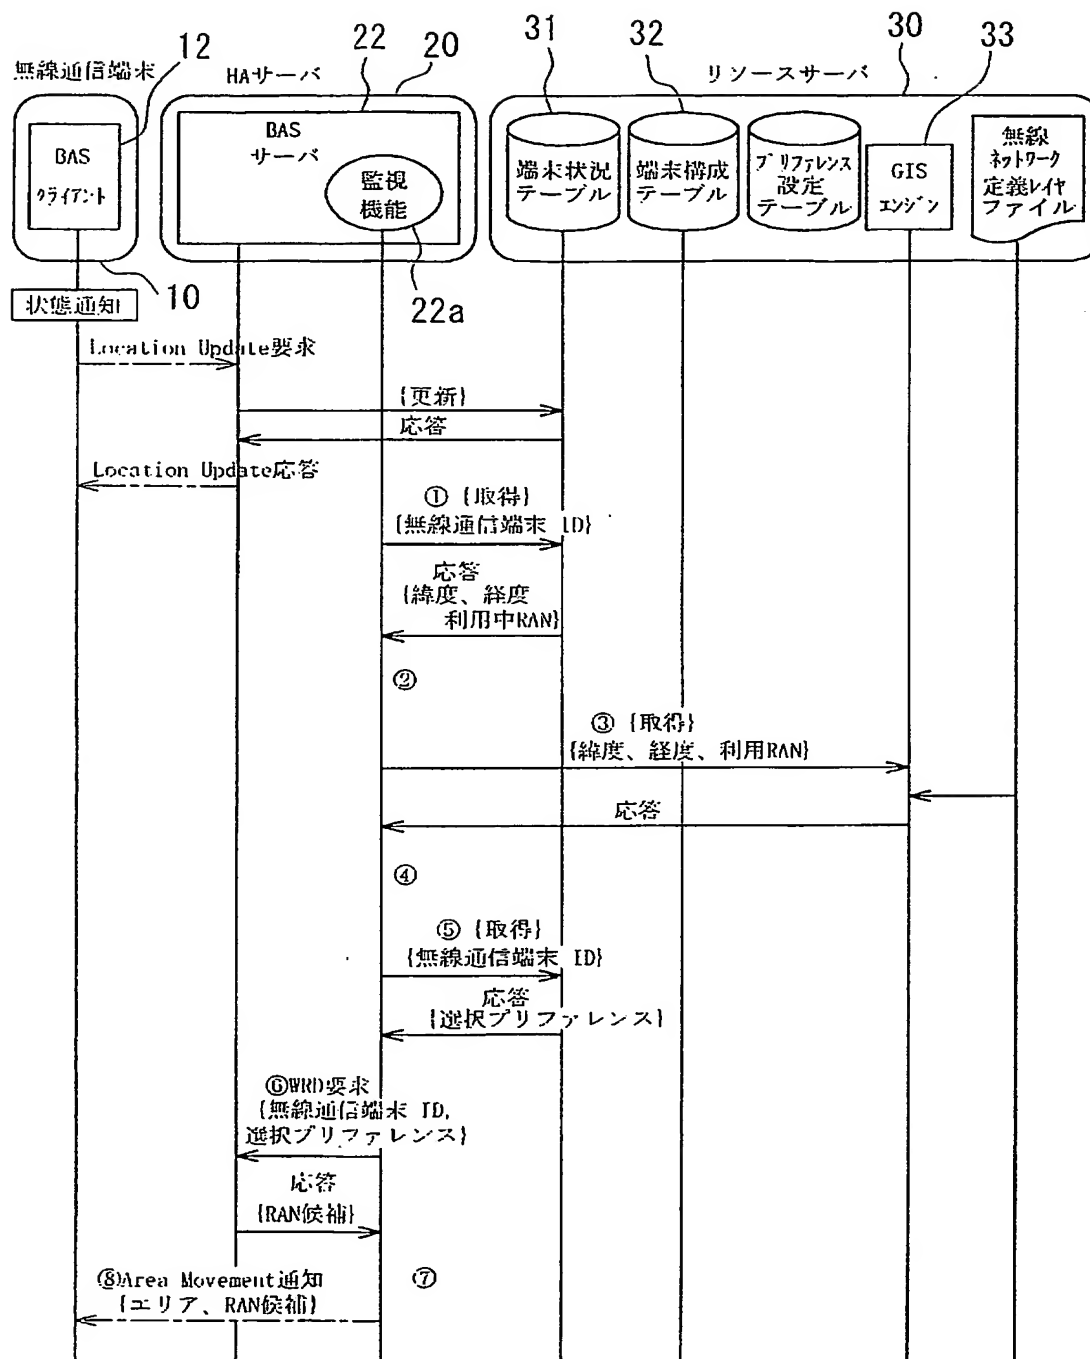 12
22
20
31
32
30
33
無線通信端末
HAサーバ
リソースサーバ
BAS
クライアント
BAS
サーバ
監視
機能
端末状況
テーブル
端末構成
テーブル
プリファレンス
設定
テーブル
GIS
エンジン
無線
ネットワーク
定義レイヤ
ファイル
10
22a
状態通知
Location Update要求
{更新}
応答
Location Update応答
① {取得}
{無線通信端末 ID}
応答
{緯度、経度
利用中RAN}
②
③ {取得}
{緯度、経度、利用RAN}
応答
④
⑤ {取得}
{無線通信端末 ID}
応答
{選択プリファレンス}
⑥WRD要求
{無線通信端末 ID,
選択プリファレンス}
応答
{RAN候補}
⑧Area Movement通知
{エリア、RAN候補}
⑦